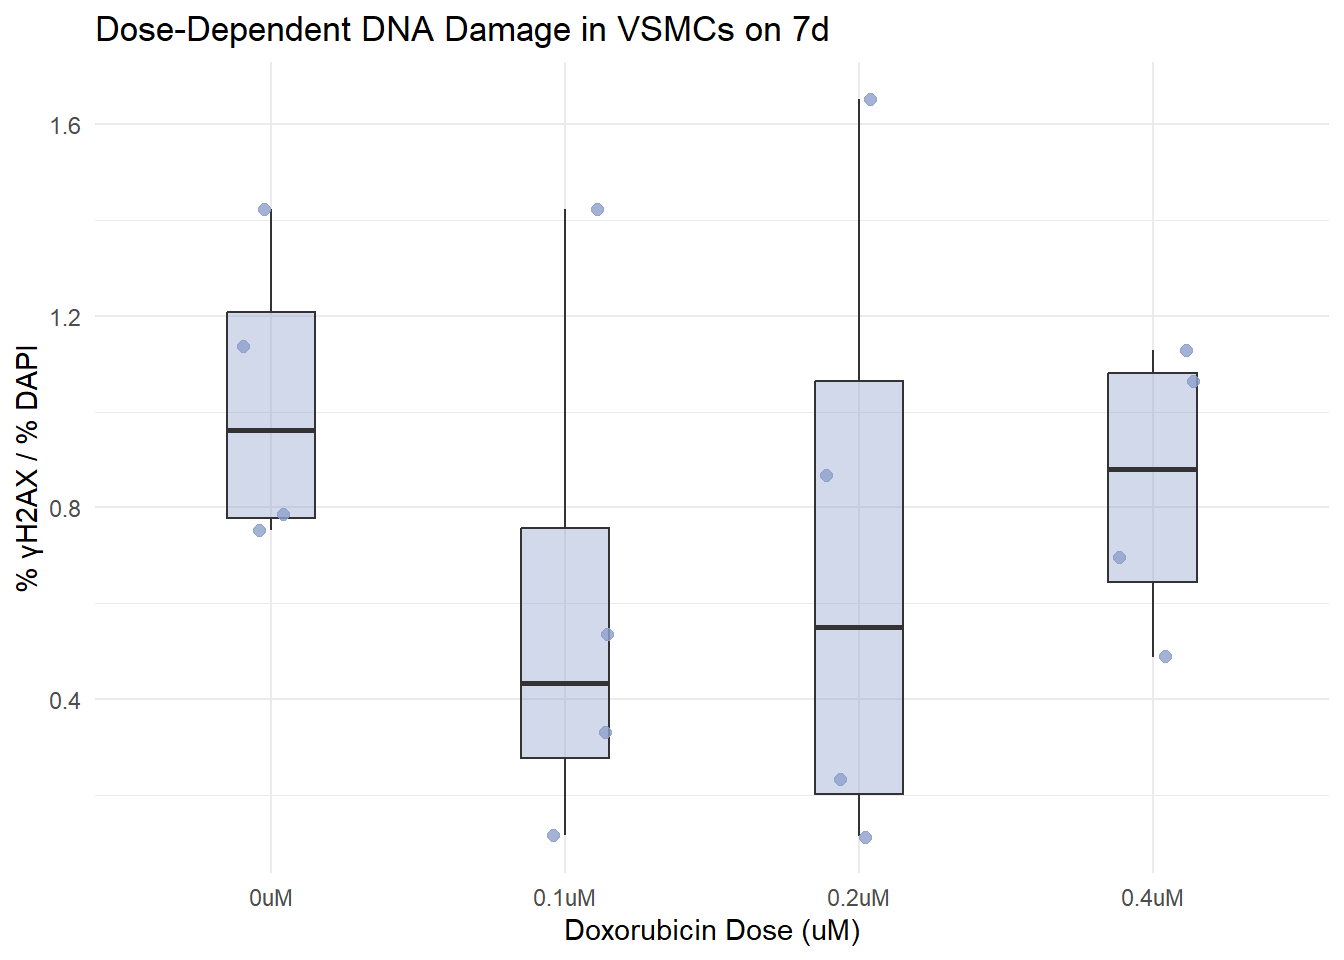 Dose-Dependent DNA Damage in VSMCs on 7d
% γH2AX / % DAPI
1.6
1.2
0.8
0.4
0uM
0.1uM
0.2uM
0.4uM
Doxorubicin Dose (uM)